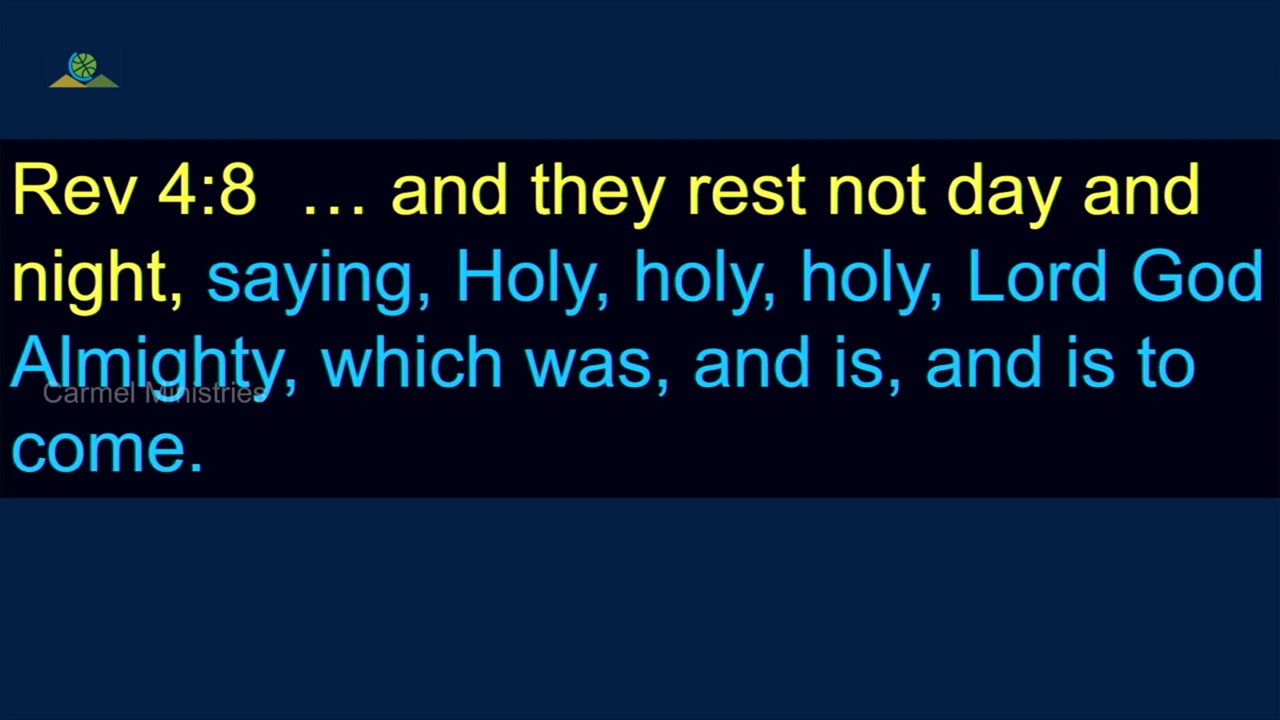 Rev 4:8 … and they rest not day and
night, saying, Holy, holy, holy, Lord God
Almighty, which was, and is, and is to
Carmel Ministries
come.